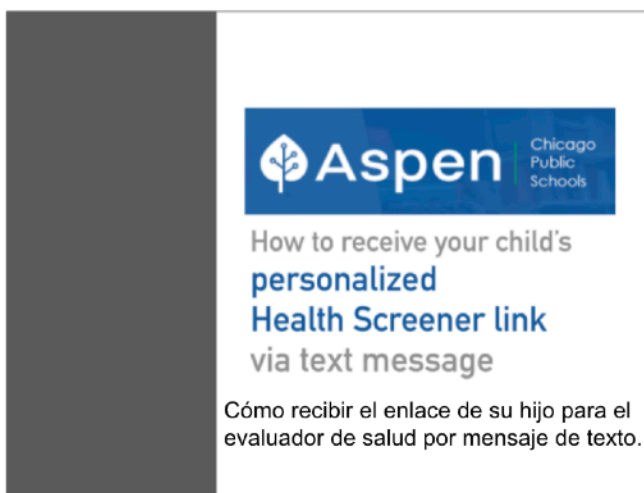 Aspen
Chicago
Public
Schools
How to receive your child's
personalized
Health Screener link
via text message
Cómo recibir el enlace de su hijo para el
evaluador de salud por mensaje de texto.